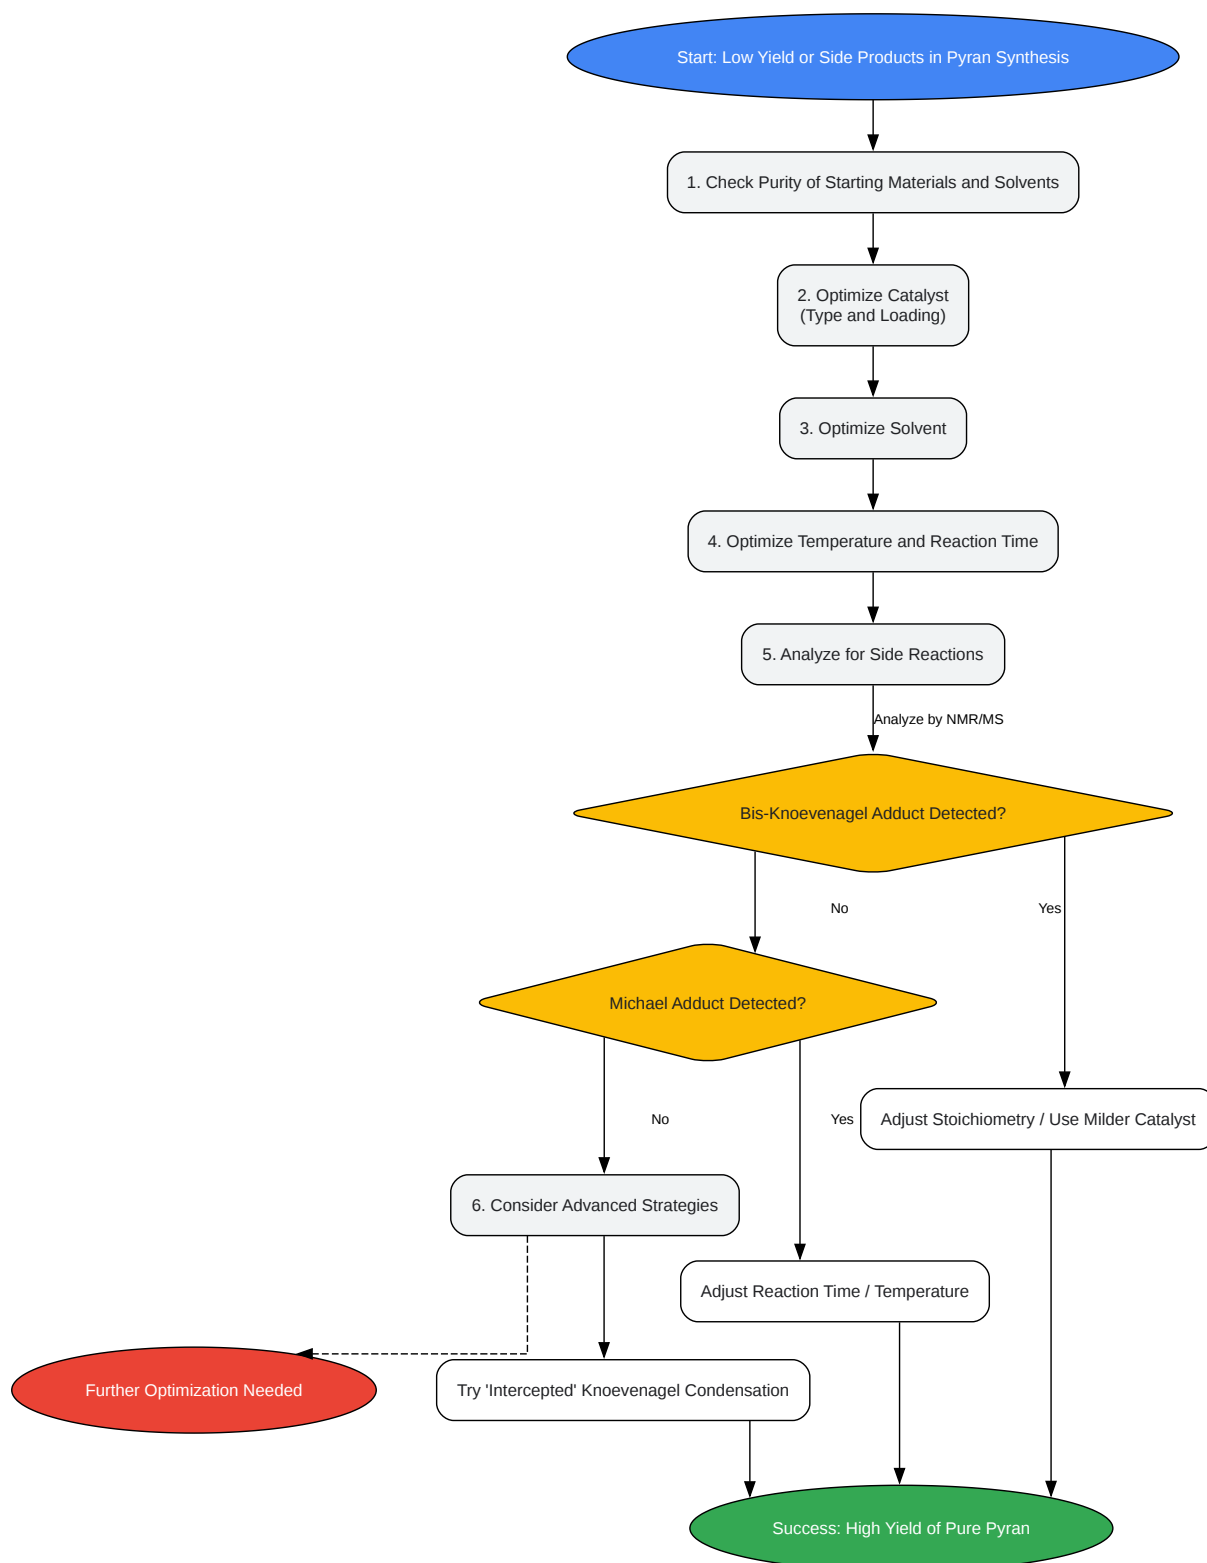 Start: Low Yield or Side Products in Pyran Synthesis
1. Check Purity of Starting Materials and Solvents
2. Optimize Catalyst
(Type and Loading)
3. Optimize Solvent
4. Optimize Temperature and Reaction Time
5. Analyze for Side Reactions
Analyze by NMR/MS
Bis-Knoevenagel Adduct Detected?
No
Yes
Michael Adduct Detected?
No
Yes
Adjust Stoichiometry / Use Milder Catalyst
6. Consider Advanced Strategies
Adjust Reaction Time / Temperature
Further Optimization Needed
Try 'Intercepted' Knoevenagel Condensation
Success: High Yield of Pure Pyran